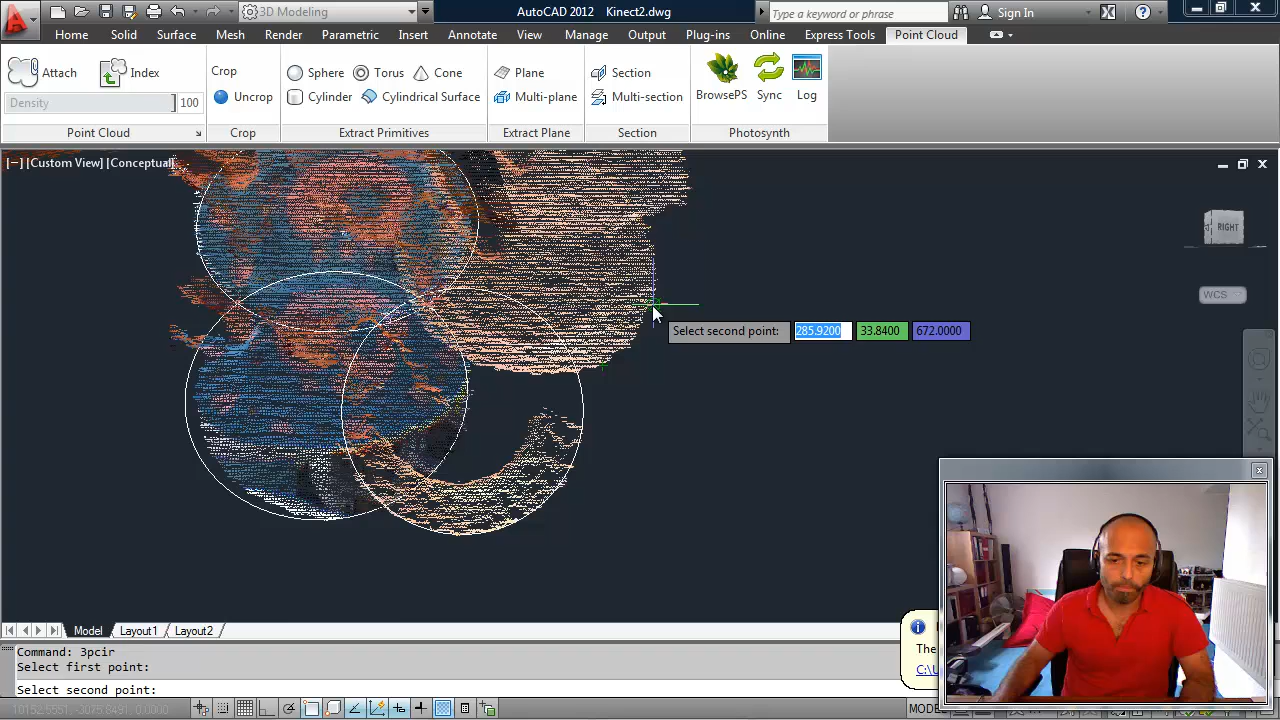 3D Modeling
AutoCAD 2012 Kinect2.dwg
Type a keyword or phrase
Sign In
Home Solid Surface Mesh Render Parametric Insert Annotate View Manage Output Plug-ins Online Express Tools Point Cloud
Attach Index
Density 100
Point Cloud
Crop
Uncrop
Crop
Sphere Torus Cone
Cylinder Cylindrical Surface
Extract Primitives
Plane
Multi-plane
Extract Plane
Section
Multi-section
Section
BrowsePS Sync Log
Photosynth
[−] [Custom View] [Conceptual]
RIGHT
WCS
Select second point: 285.9200 33.8400 672.0000
Model Layout1 Layout2
Command: 3pcir
Select first point:
Select second point:
The
C:\U
MODEL